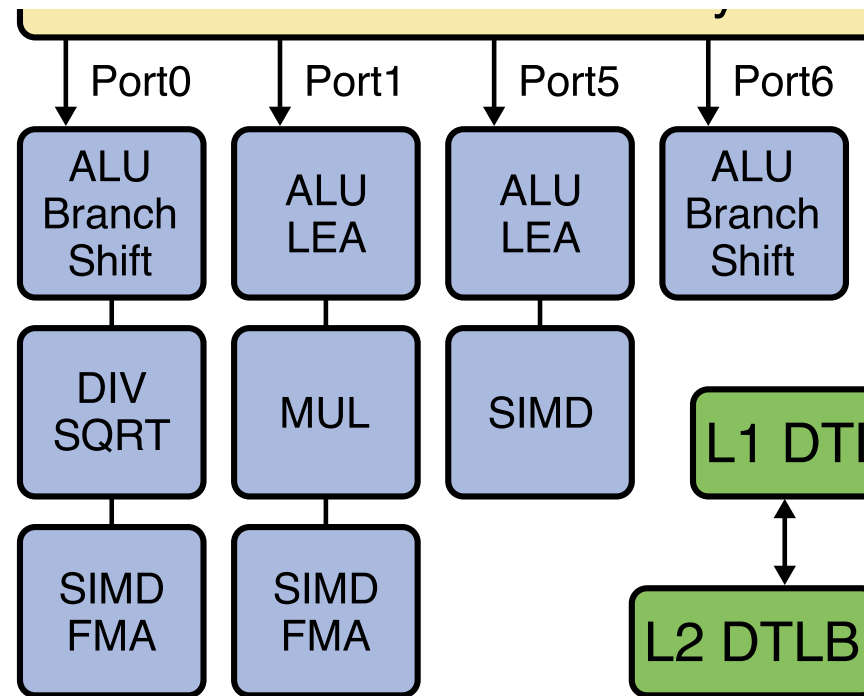 Port0
Port1
Port5
Port6
ALU
Branch
Shift
ALU
LEA
ALU
LEA
ALU
Branch
Shift
DIV
SQRT
MUL
SIMD
L1
SIMD
FMA
SIMD
FMA
L2 DTLB